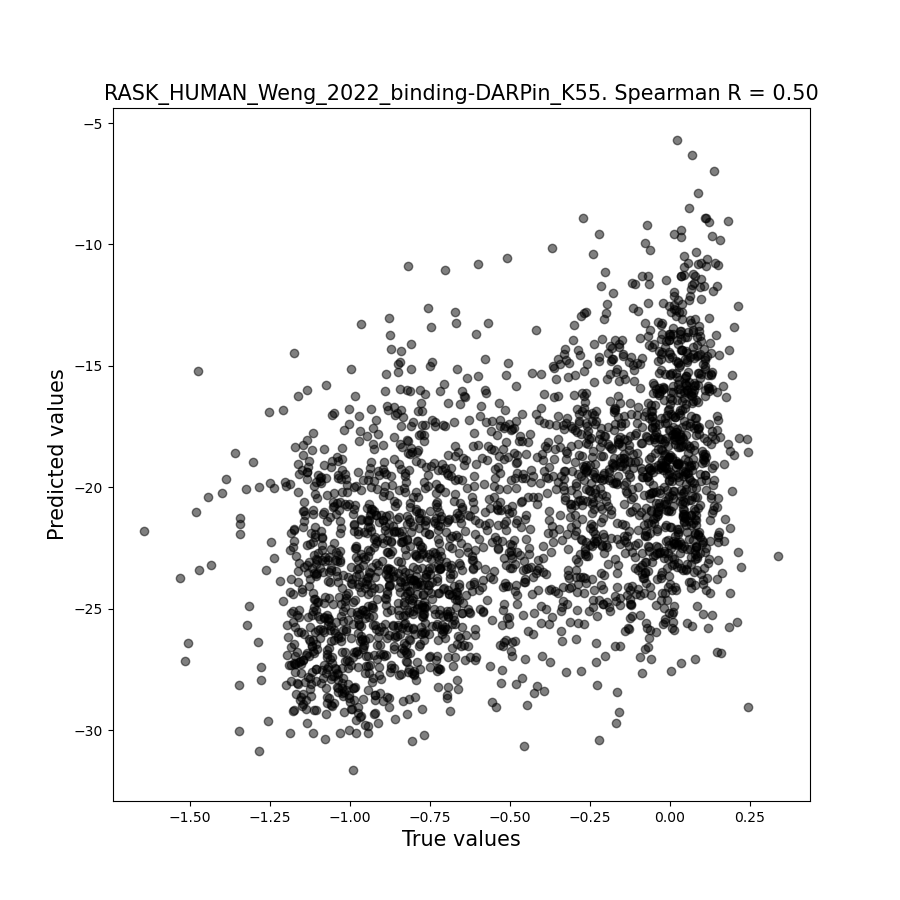 RASK_HUMAN_Weng_2022_binding-DARPin_K55. Spearman R = 0.50
−5
−10
−15
−20
−25
−30
Predicted values
−1.50 −1.25 −1.00 −0.75 −0.50 −0.25 0.00 0.25
True values